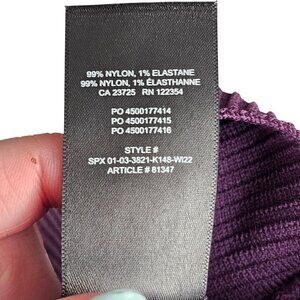 99% NYLON, 1% ELASTANE
99% NYLON, 1% ÉLASTHANNE
CA 23725 RN 122354
PO 4500177414
PO 4500177415
PO 4500177416
STYLE #
SPX 01-03-3821-K148-WI22
ARTICLE # 81347